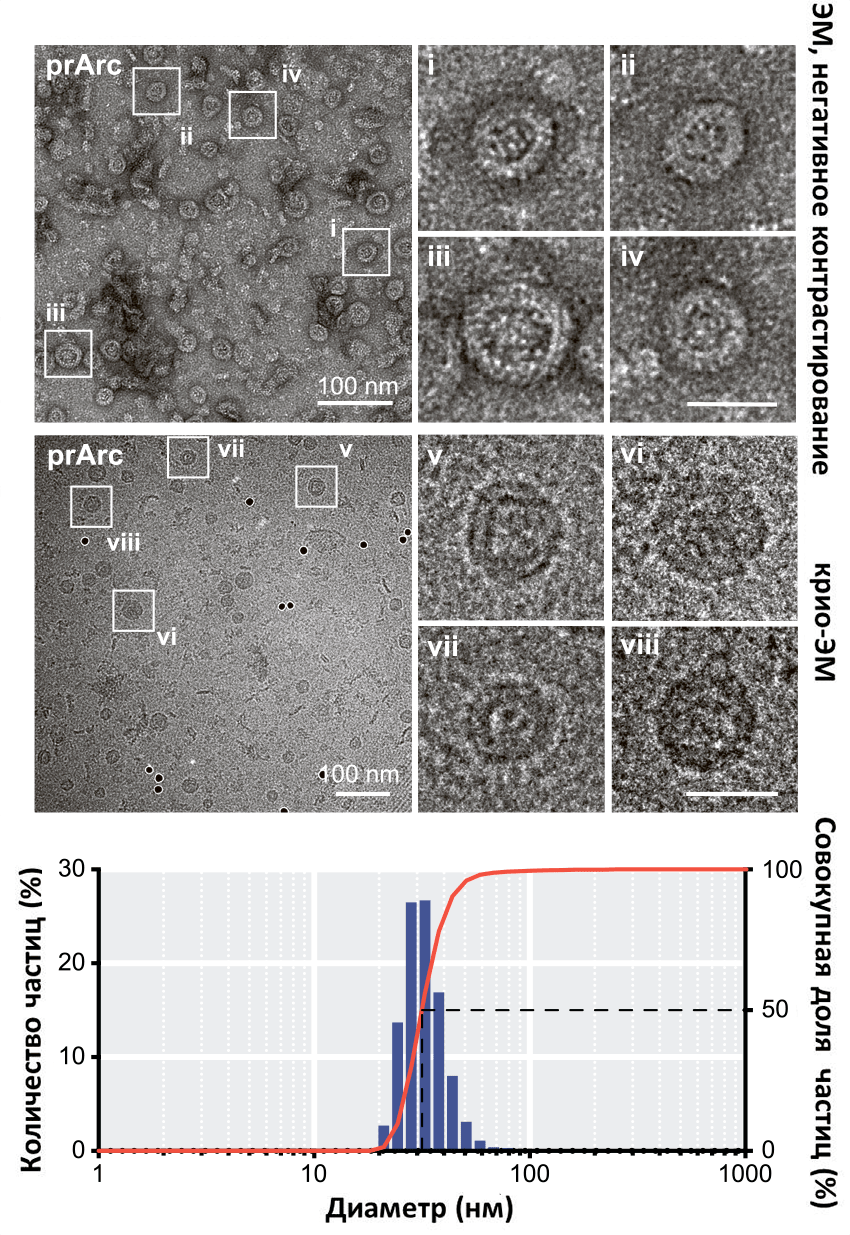 prArc
iv
ii
i
iii
100 nm
i
ii
iii
iv
ЭМ, негативное контрастирование
prArc
vii
v
viii
vi
100 nm
v
vi
vii
viii
крио-ЭМ
Количество частиц (%)
30
20
10
0
100
50
0
Совокупная доля частиц (%)
1
10
100
1000
Диаметр (нм)